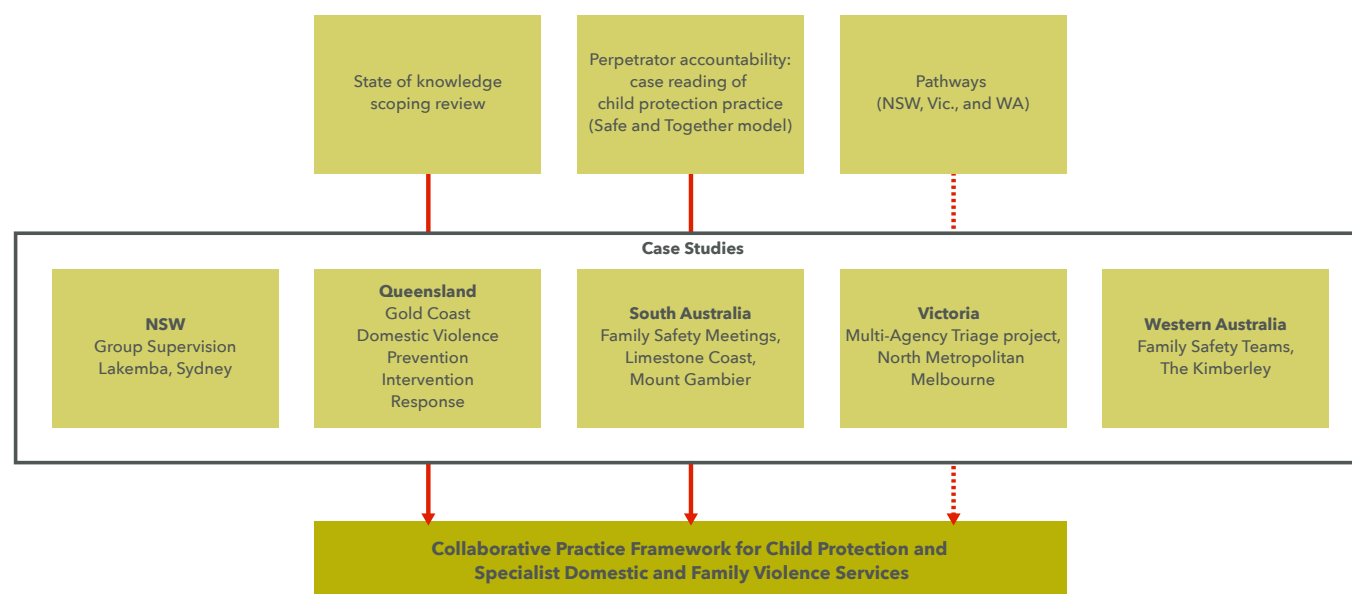 State of knowledge
scoping review
Perpetrator accountability:
case reading of
child protection practice
(Safe and Together model)
Pathways
(NSW, Vic., and WA)
Case Studies
NSW
Group Supervision
Lakemba, Sydney
Queensland
Gold Coast
Domestic Violence
Prevention
Intervention
Response
South Australia
Family Safety Meetings,
Limestone Coast,
Mount Gambier
Victoria
Multi-Agency Triage project,
North Metropolitan
Melbourne
Western Australia
Family Safety Teams,
The Kimberley
Collaborative Practice Framework for Child Protection and
Specialist Domestic and Family Violence Services